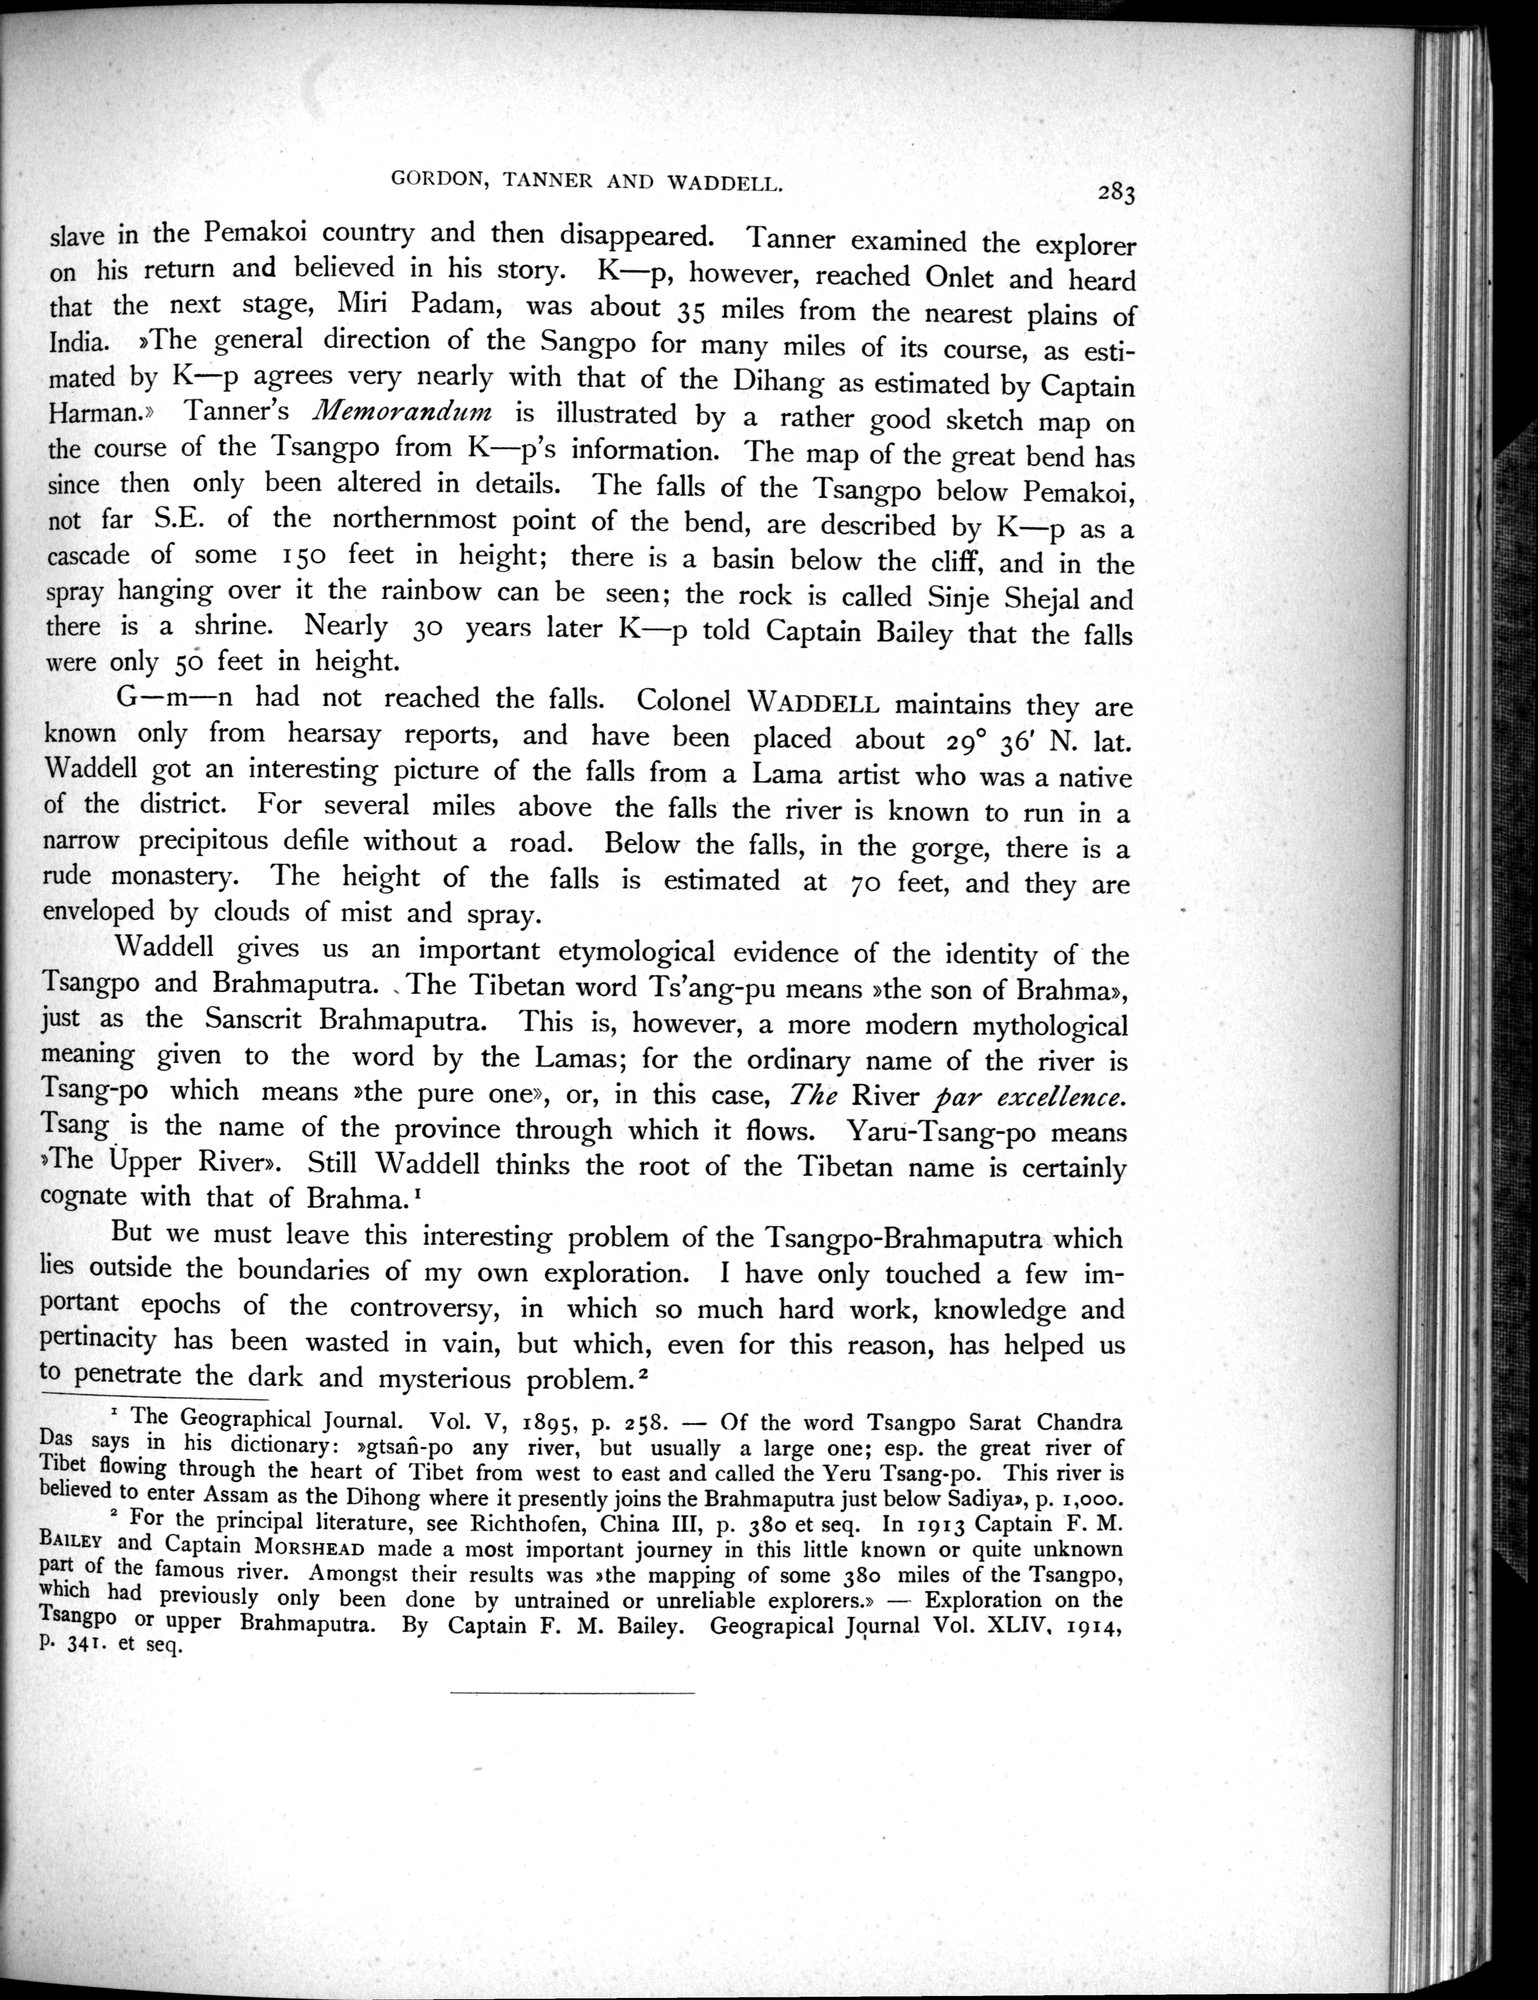 GORDON, TANNER AND WADDELL.
283
slave in the Pemakoi country and then disappeared. Tanner examined the explorer
on his return and believed in his story. K—p, however, reached Onlet and heard
that the next stage, Miri Padam, was about 35 miles from the nearest plains of
India. »The general direction of the Sangpo for many miles of its course, as esti-
mated by K—p agrees very nearly with that of the Dihang as estimated by Captain
Harman.» Tanner's Memorandum is illustrated by a rather good sketch map on
the course of the Tsangpo from K—p's information. The map of the great bend has
since then only been altered in details. The falls of the Tsangpo below Pemakoi,
not far S.E. of the northernmost point of the bend, are described by K—p as a
cascade of some 150 feet in height; there is a basin below the cliff, and in the
spray hanging over it the rainbow can be seen; the rock is called Sinje Shejal and
there is a shrine. Nearly 30 years later K—p told Captain Bailey that the falls
were only 50 feet in height.
G—m—n had not reached the falls. Colonel WADDELL maintains they are
known only from hearsay reports, and have been placed about 29° 36' N. lat.
Waddell got an interesting picture of the falls from a Lama artist who was a native
of the district. For several miles above the falls the river is known to run in a
narrow precipitous defile without a road. Below the falls, in the gorge, there is a
rude monastery. The height of the falls is estimated at 70 feet, and they are
enveloped by clouds of mist and spray.
Waddell gives us an important etymological evidence of the identity of the
Tsangpo and Brahmaputra. The Tibetan word Ts'ang-pu means »the son of Brahma»,
just as the Sanscrit Brahmaputra. This is, however, a more modern mythological
meaning given to the word by the Lamas; for the ordinary name of the river is
Tsang-po which means »the pure one», or, in this case, The River par excellence.
Tsang is the name of the province through which it flows. Yaru-Tsang-po means
»The Upper River». Still Waddell thinks the root of the Tibetan name is certainly
cognate with that of Brahma.¹
But we must leave this interesting problem of the Tsangpo-Brahmaputra which
lies outside the boundaries of my own exploration. I have only touched a few im-
portant epochs of the controversy, in which so much hard work, knowledge and
pertinacity has been wasted in vain, but which, even for this reason, has helped us
to penetrate the dark and mysterious problem.²
¹ The Geographical Journal. Vol. V, 1895, p. 258. — Of the word Tsangpo Sarat Chandra
Das says in his dictionary: »gtsañ-po any river, but usually a large one; esp. the great river of
Tibet flowing through the heart of Tibet from west to east and called the Yeru Tsang-po. This river is
believed to enter Assam as the Dihong where it presently joins the Brahmaputra just below Sadiya», p. 1,000.
² For the principal literature, see Richthofen, China III, p. 380 et seq. In 1913 Captain F. M.
BAILEY and Captain MORSHEAD made a most important journey in this little known or quite unknown
part of the famous river. Amongst their results was »the mapping of some 380 miles of the Tsangpo,
which had previously only been done by untrained or unreliable explorers.» — Exploration on the
Tsangpo or upper Brahmaputra. By Captain F. M. Bailey. Geograpical Journal Vol. XLIV, 1914,
p. 341. et seq.